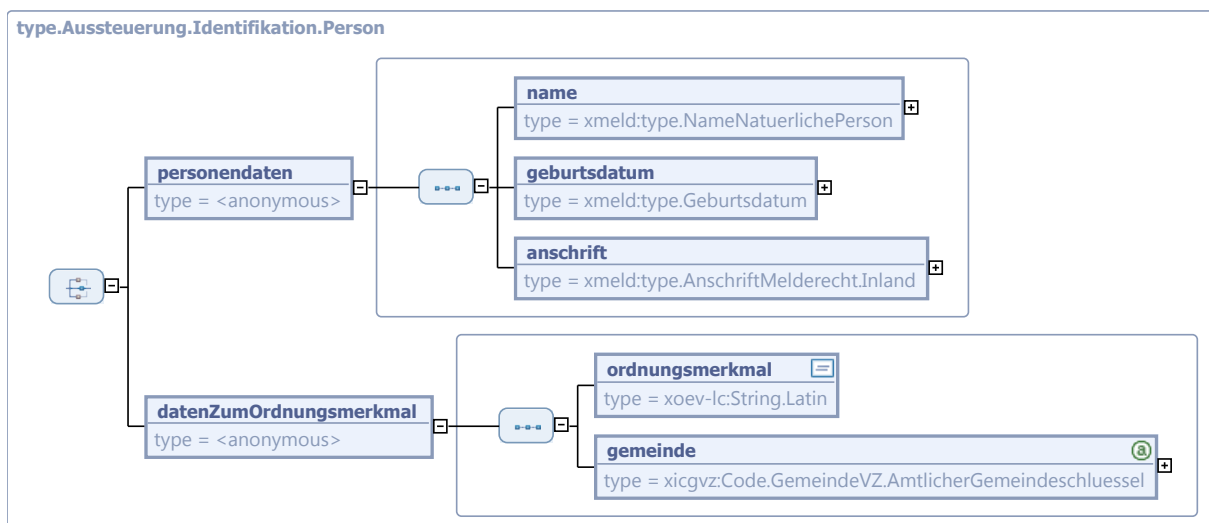 type.Aussteuerung.Identifikation.Person
name
type = xmeld:type.NameNatuerlichePerson
personendaten
type = <anonymous>
geburtsdatum
type = xmeld:type.Geburtsdatum
anschrift
type = xmeld:type.AnschriftMelderecht.Inland
datenZumOrdnungsmerkmal
type = <anonymous>
ordnungsmerkmal
type = xoev-lc:String.Latin
gemeinde
type = xicgvz:Code.GemeindeVZ.AmtlicherGemeindeschluessel